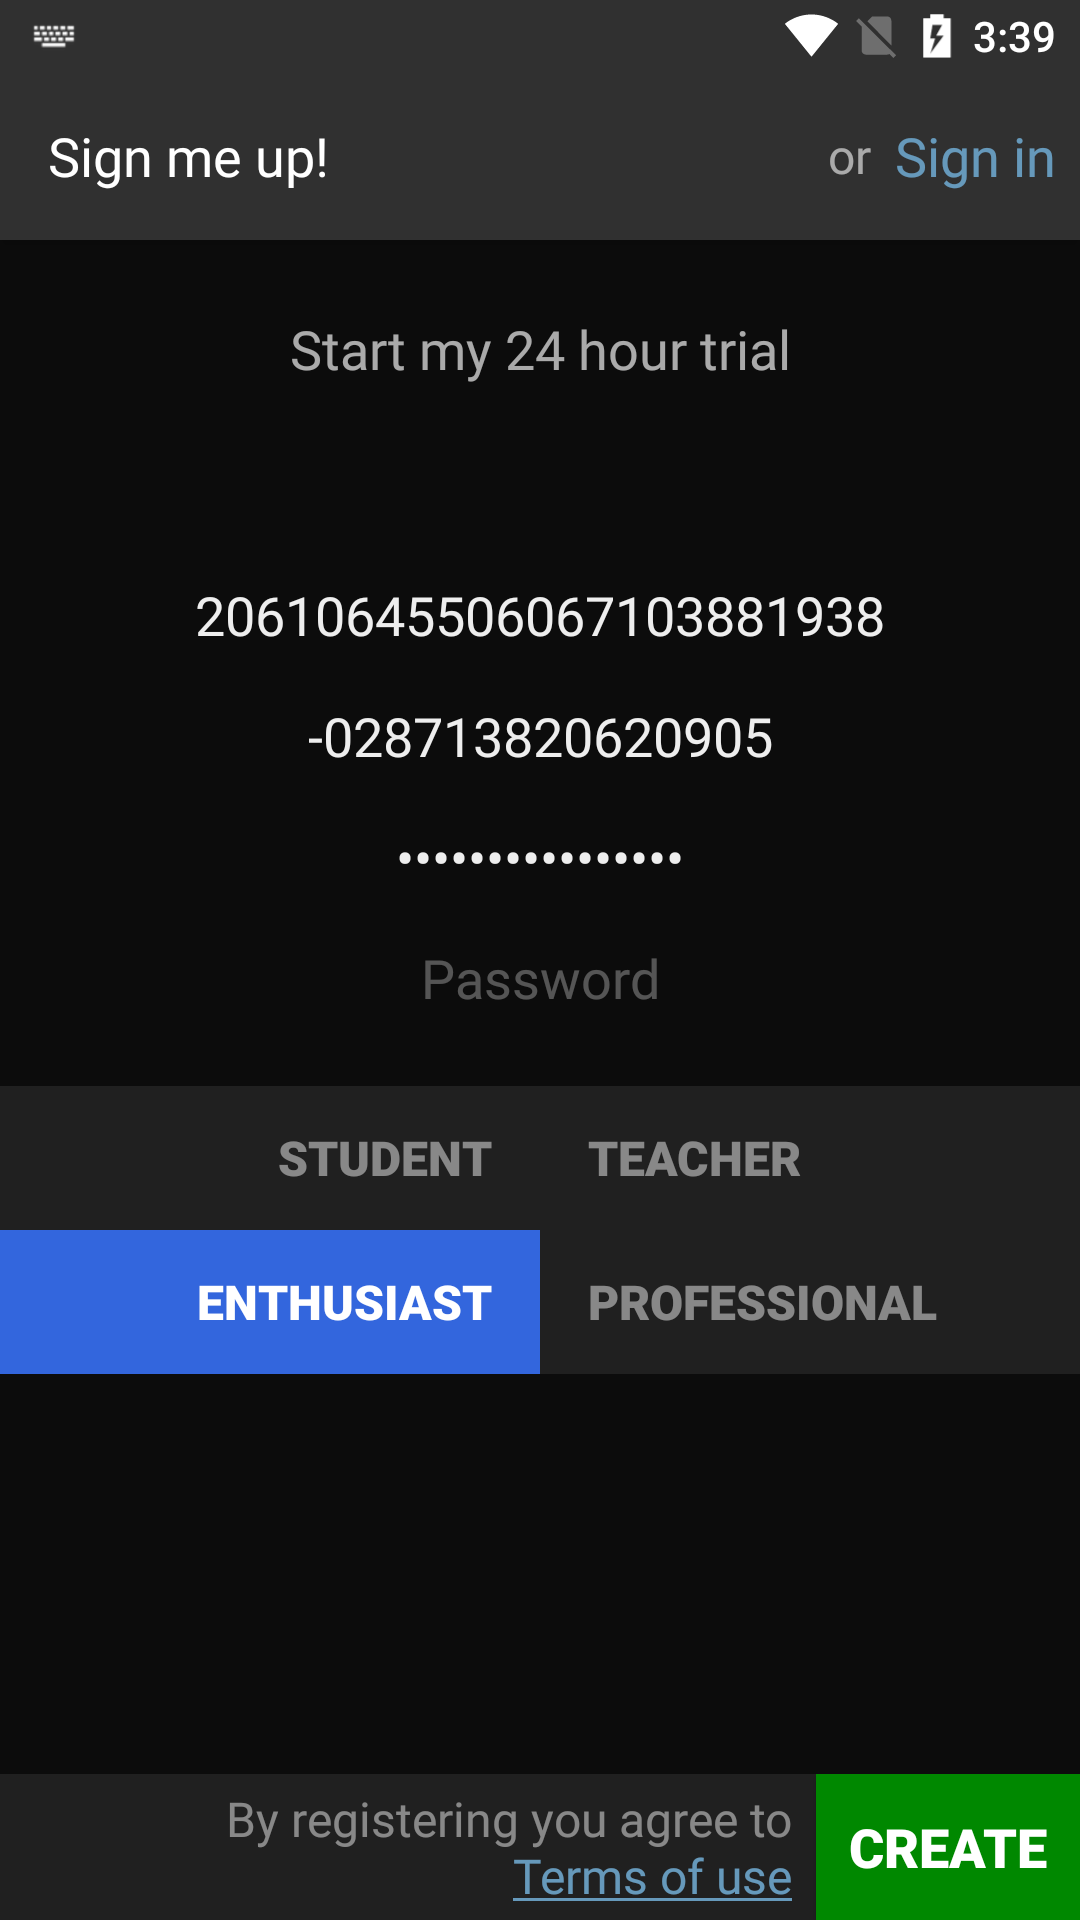 3:39
Sign me up!
or Sign in
Start my 24 hour trial
20610645506067103881938
-028713820620905
••••••••••••••••
Password
STUDENT
TEACHER
ENTHUSIAST
PROFESSIONAL
By registering you agree to
Terms of use
CREATE